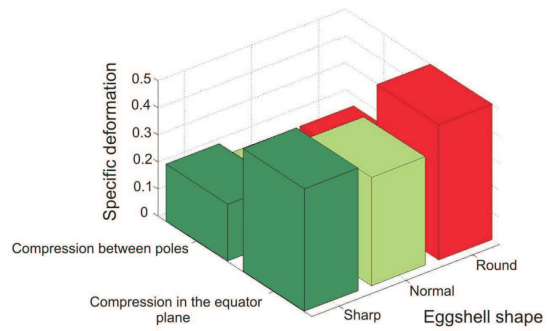 Specific deformation
0.5
0.4
0.3
0.2
0.1
0
Compression between poles
Compression in the equator
plane
Sharp
Normal
Round
Eggshell shape